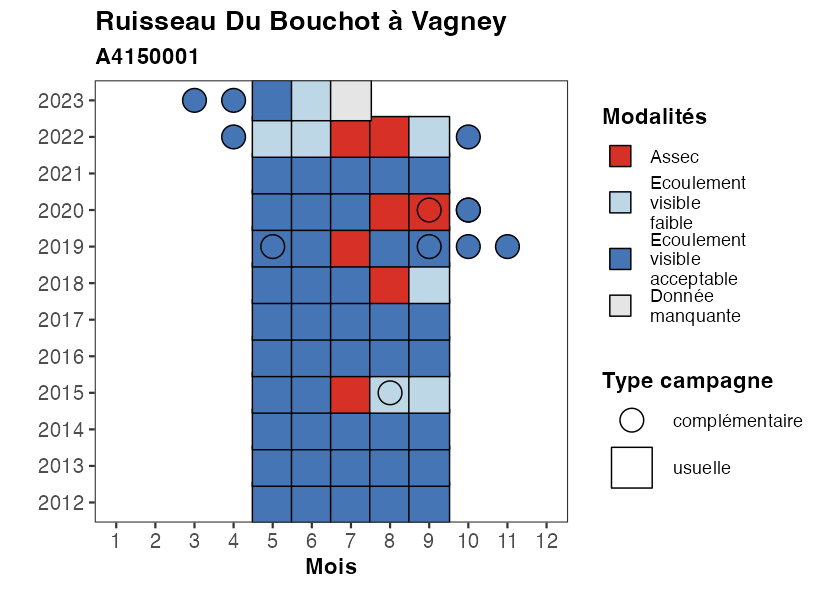 Ruisseau Du Bouchot à Vagney
A4150001
2023
2022
2021
2020
2019
2018
2017
2016
2015
2014
2013
2012
1 2 3 4 5 6 7 8 9 10 11 12
Mois
Modalités
Assec
Ecoulement
visible
faible
Ecoulement
visible
acceptable
Donnée
manquante
Type campagne
complémentaire
usuelle